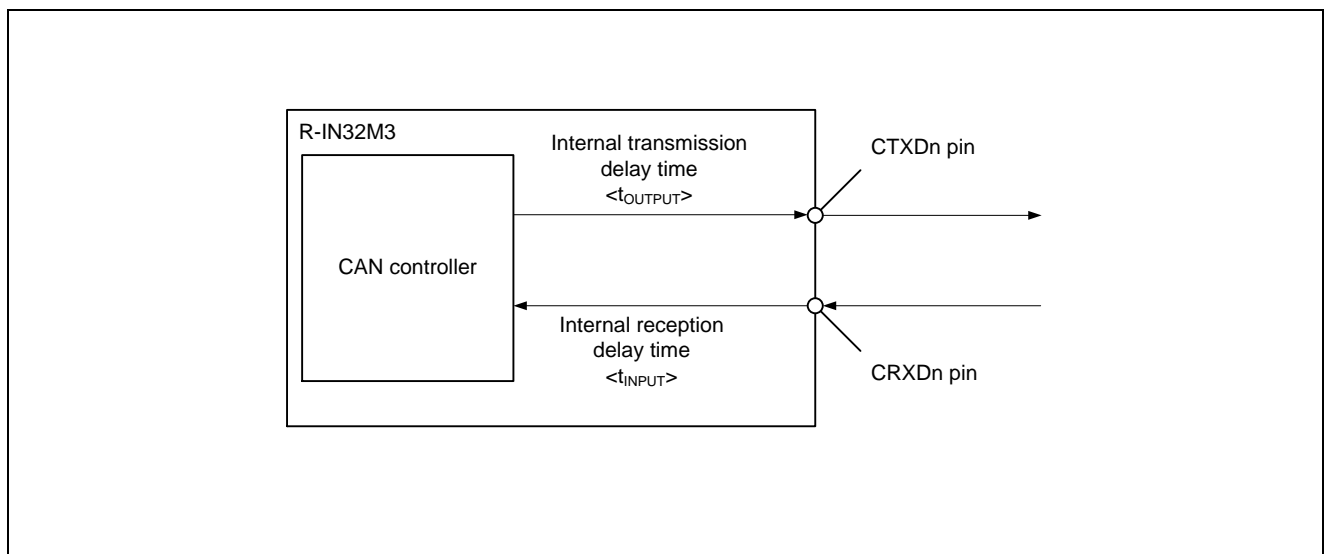 R-IN32M3
Internal transmission
delay time
<tOUTPUT>
CTXDn pin
CAN controller
Internal reception
delay time
<tINPUT>
CRXDn pin